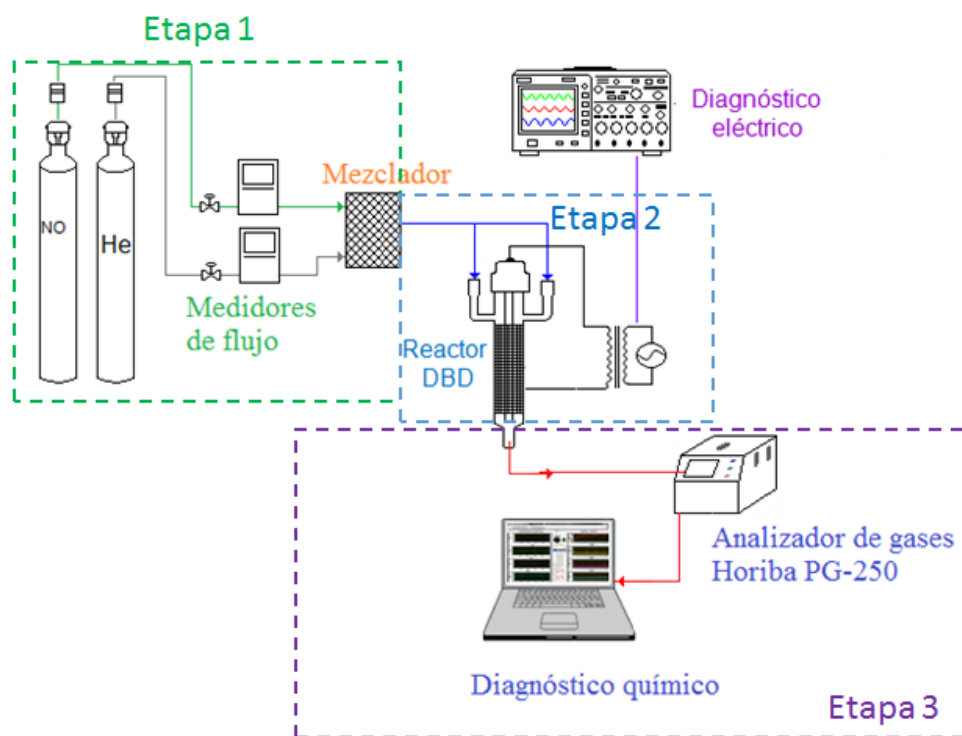 Etapa 1
Diagnóstico
eléctrico
Mezclador
NO
He
Etapa 2
Medidores
de flujo
Reactor
DBD
Analizador de gases
Horiba PG-250
Diagnóstico químico
Etapa 3